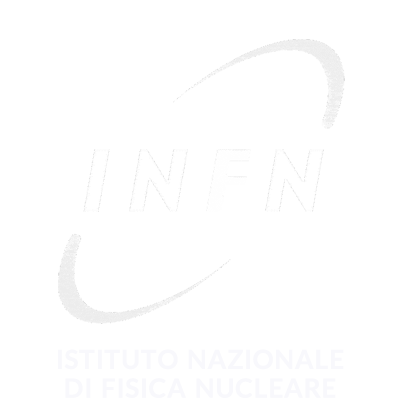 INFN
ISTITUTO NAZIONALE
DI FISICA NUCLEARE